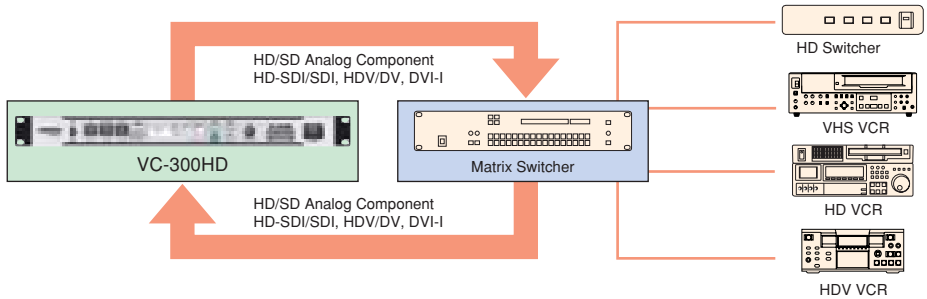 HD/SD Analog Component
HD-SDI/SDI, HDV/DV, DVI-I
VC-300HD
Matrix Switcher
HD/SD Analog Component
HD-SDI/SDI, HDV/DV, DVI-I
HD Switcher
VHS VCR
HD VCR
HDV VCR